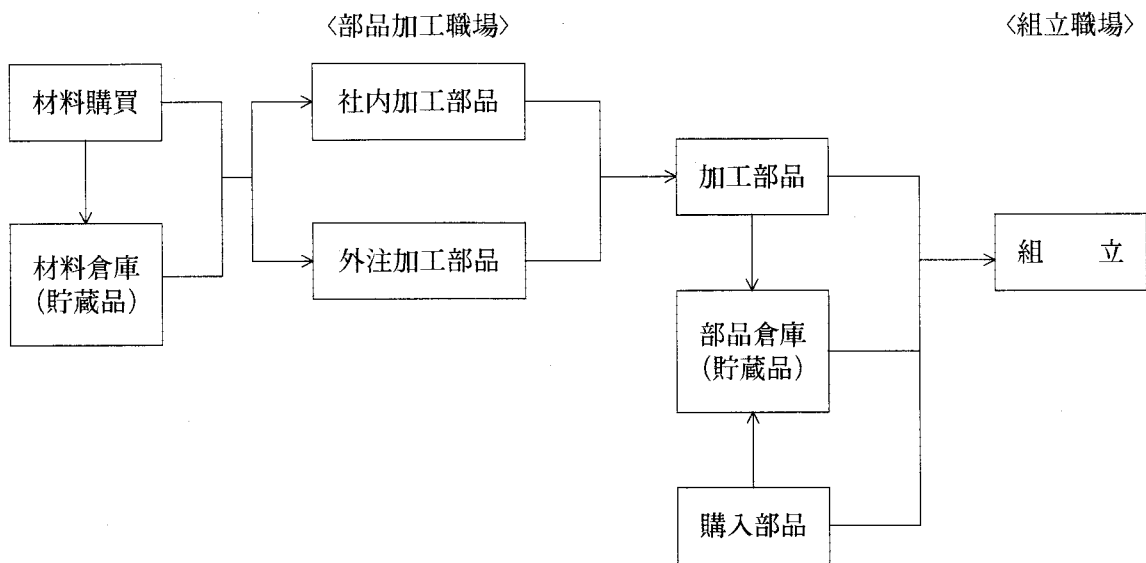 〈部品加工職場〉
〈組立職場〉
材料購買
社内加工部品
加工部品
組　立
材料倉庫
(貯蔵品)
外注加工部品
部品倉庫
(貯蔵品)
購入部品